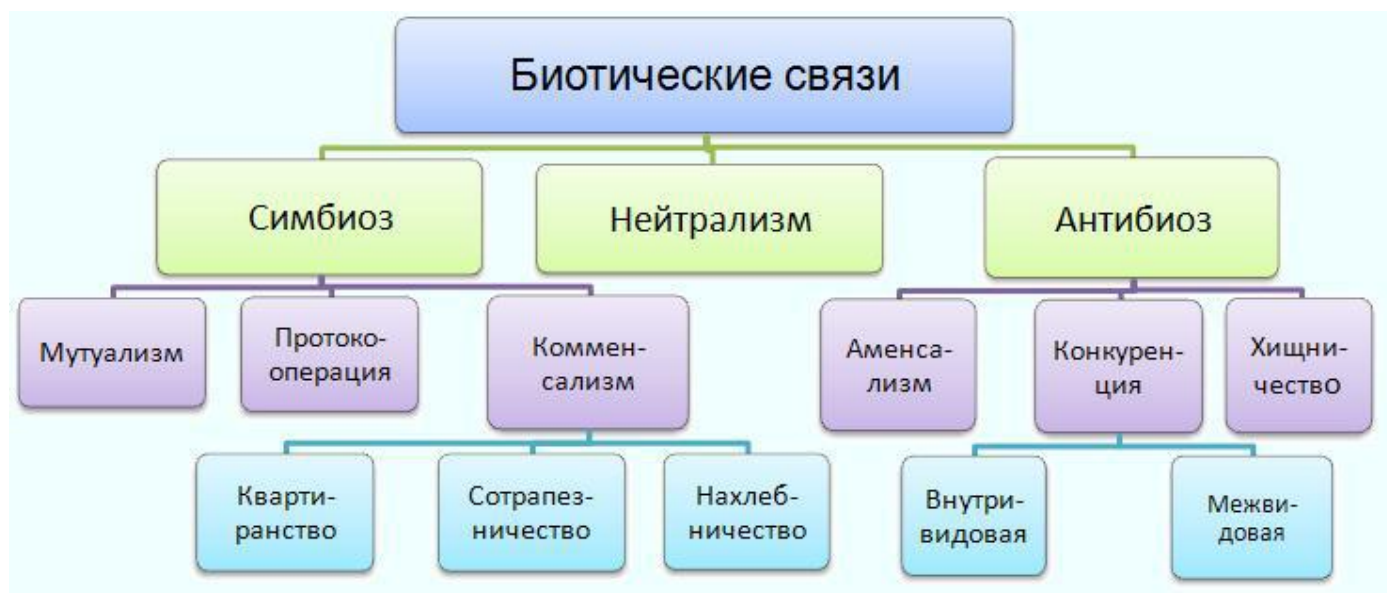 Биотические связи
Симбиоз
Нейтрализм
Антибиоз
Мутуализм
Протоко-
операция
Коммен-
сализм
Аменса-
лизм
Конкурен-
ция
Хищни-
чество
Кварти-
ранство
Сотрапез-
ничество
Нахлеб-
ничество
Внутри-
видовая
Межви-
довая